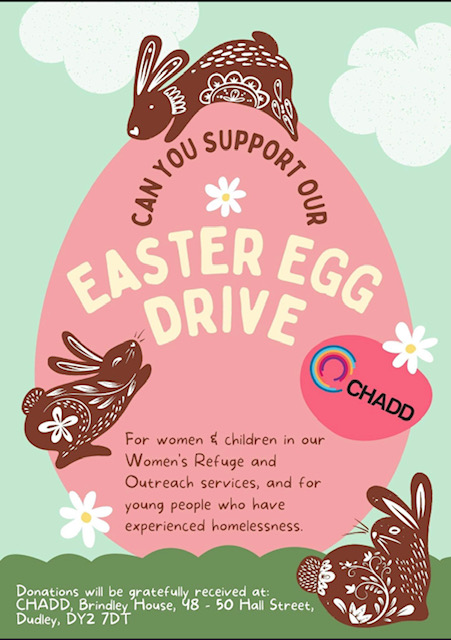 CAN YOU SUPPORT OUR
EASTER EGG
DRIVE
CHADD
For women & children in our
Women's Refuge and
Outreach services, and for
young people who have
experienced homelessness.
Donations will be gratefully received at:
CHADD, Brindley House, 48 - 50 Hall Street,
Dudley, DY2 7DT